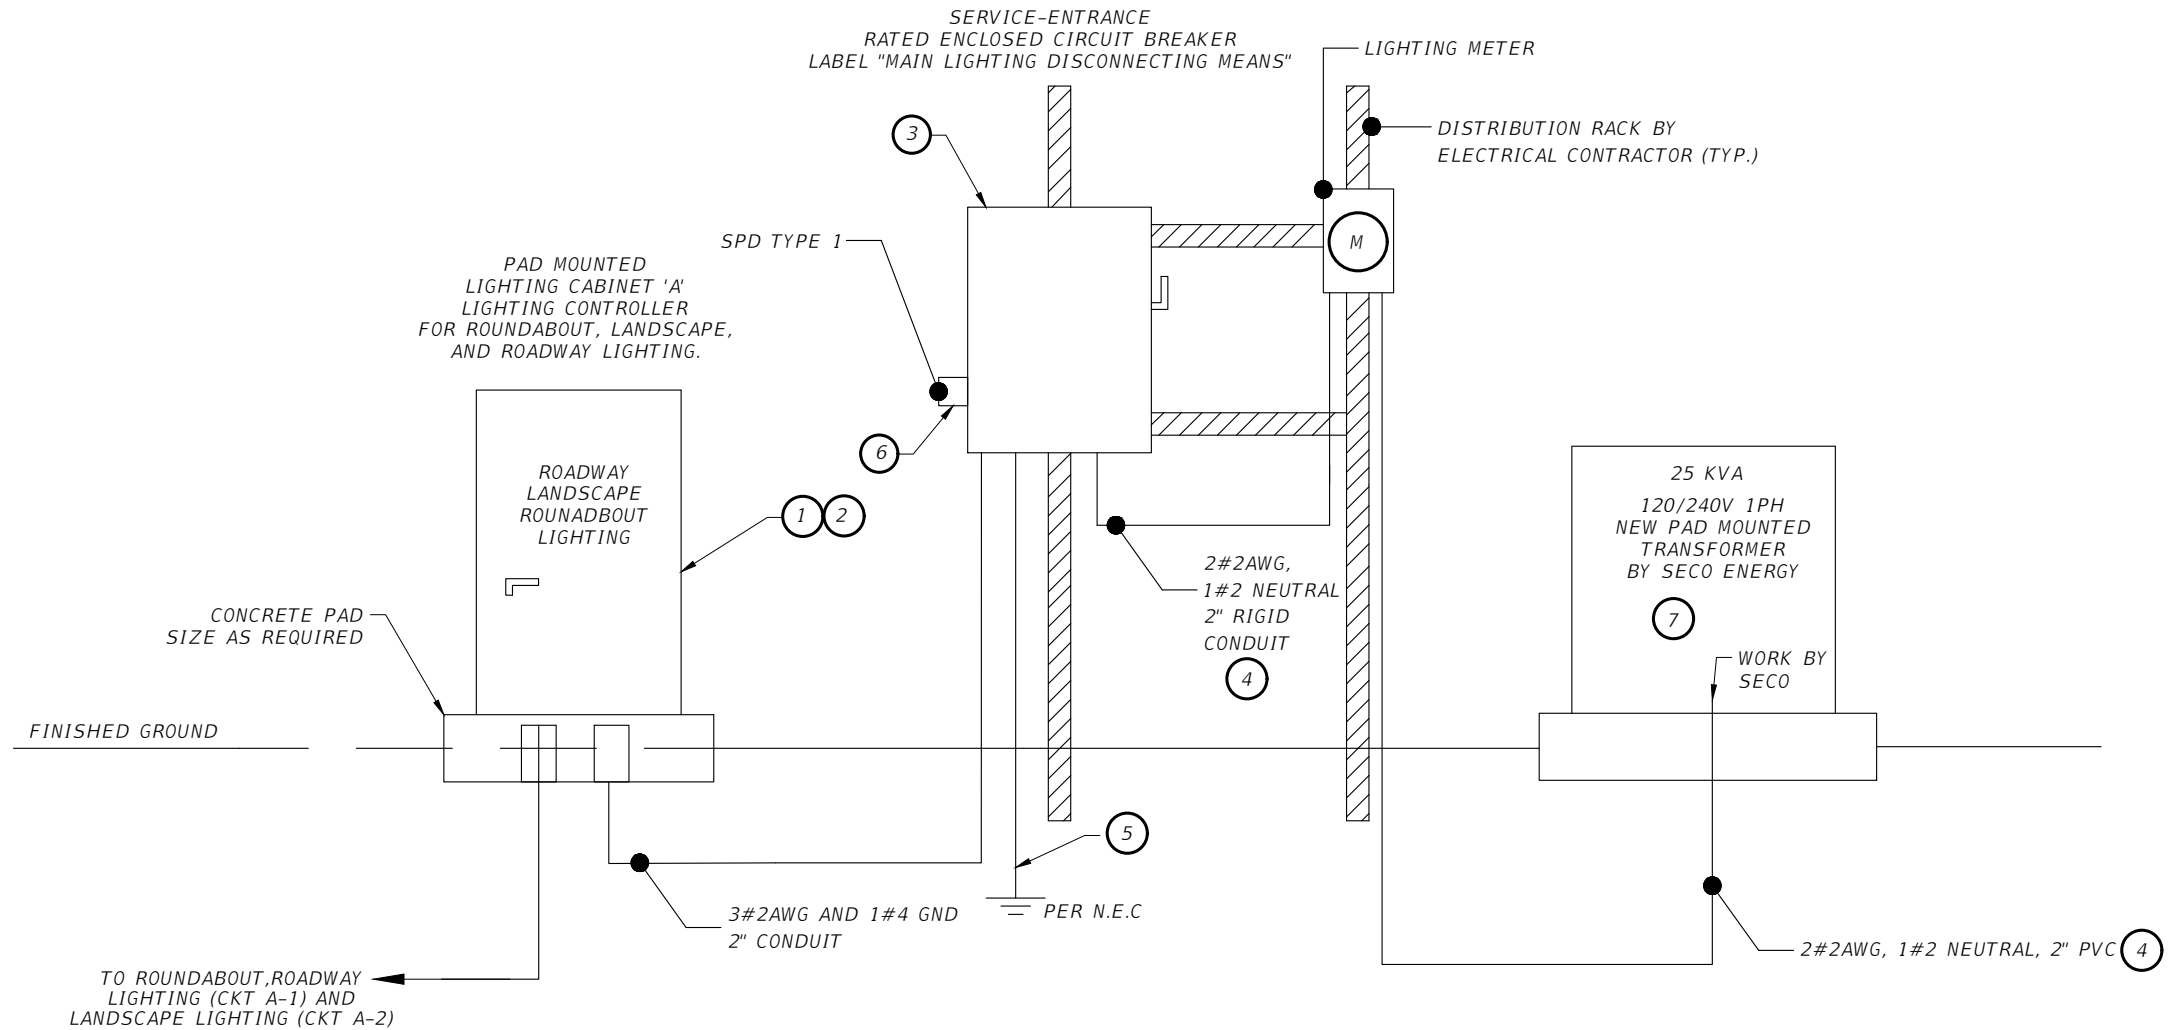 SERVICE-ENTRANCE
RATED ENCLOSED CIRCUIT BREAKER
LABEL "MAIN LIGHTING DISCONNECTING MEANS"
LIGHTING METER
DISTRIBUTION RACK BY
ELECTRICAL CONTRACTOR (TYP.)
3
SPD TYPE 1
M
PAD MOUNTED
LIGHTING CABINET 'A'
LIGHTING CONTROLLER
FOR ROUNDABOUT, LANDSCAPE,
AND ROADWAY LIGHTING.
6
ROADWAY
LANDSCAPE
ROUNADBOUT
LIGHTING
1 2
25 KVA
120/240V 1PH
NEW PAD MOUNTED
TRANSFORMER
BY SECO ENERGY
7
WORK BY
SECO
2#2AWG,
1#2 NEUTRAL
2" RIGID
CONDUIT
4
CONCRETE PAD
SIZE AS REQUIRED
FINISHED GROUND
5
PER N.E.C
3#2AWG AND 1#4 GND
2" CONDUIT
2#2AWG, 1#2 NEUTRAL, 2" PVC 4
TO ROUNDABOUT,ROADWAY
LIGHTING (CKT A-1) AND
LANDSCAPE LIGHTING (CKT A-2)